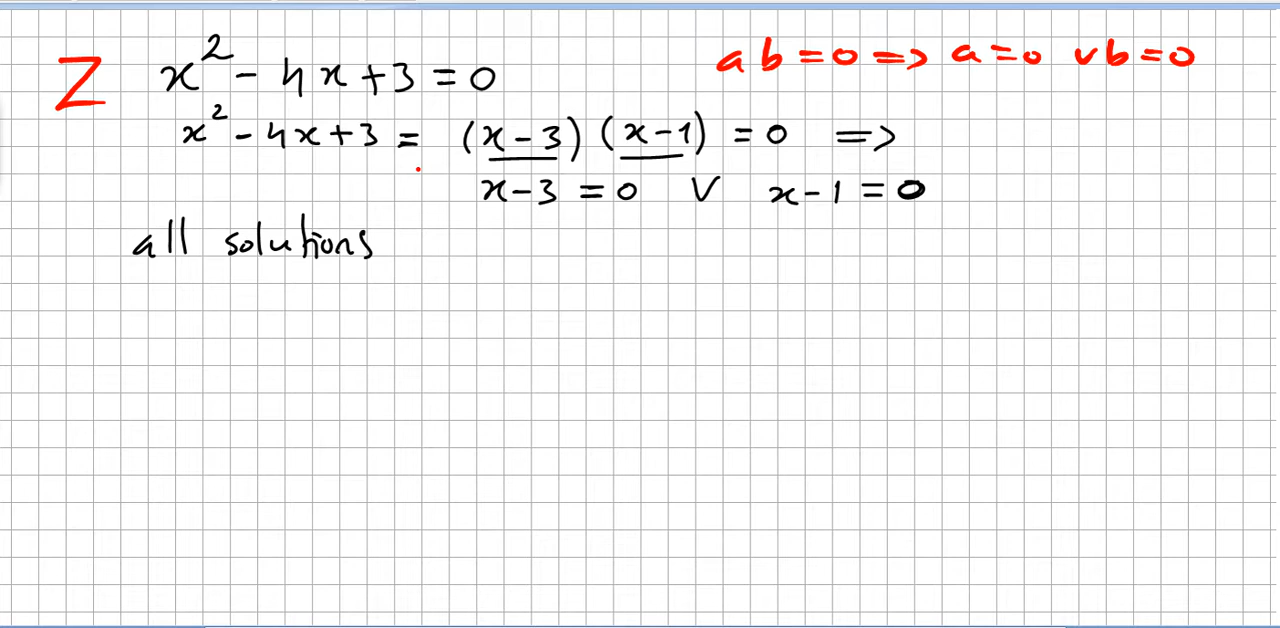 Z x² - 4x + 3 = 0 ab = 0 => a = 0 v b = 0
x² - 4x + 3 = (x - 3) (x - 1) = 0 =>
x - 3 = 0 V x - 1 = 0
all solutions